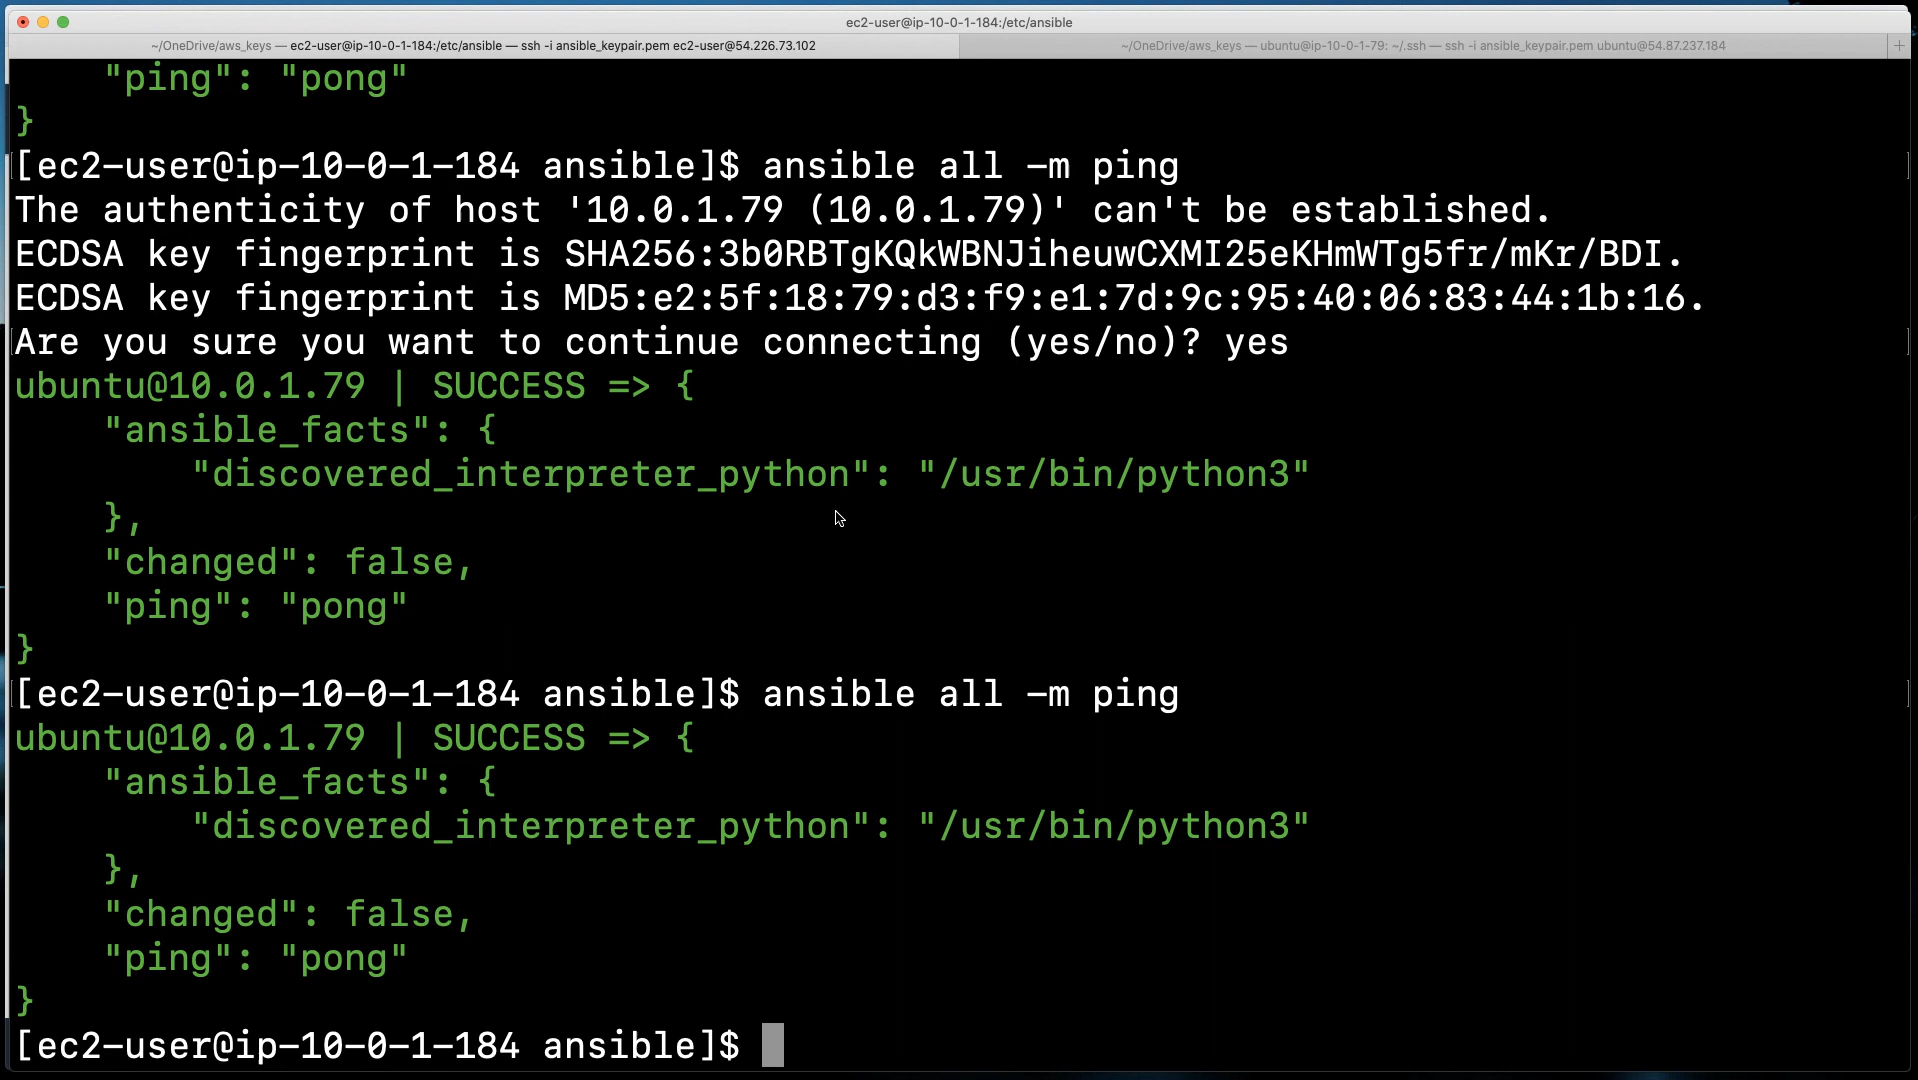 ec2-user@ip-10-0-1-184:/etc/ansible
~/OneDrive/aws_keys — ec2-user@ip-10-0-1-184:/etc/ansible — ssh -i ansible_keypair.pem ec2-user@54.226.73.102
~/OneDrive/aws_keys — ubuntu@ip-10-0-1-79: ~/.ssh — ssh -i ansible_keypair.pem ubuntu@54.87.237.184
    "ping": "pong"
}
[ec2-user@ip-10-0-1-184 ansible]$ ansible all -m ping
The authenticity of host '10.0.1.79 (10.0.1.79)' can't be established.
ECDSA key fingerprint is SHA256:3b0RBTgKQkWBNJiheuwCXMI25eKHmWTg5fr/mKr/BDI.
ECDSA key fingerprint is MD5:e2:5f:18:79:d3:f9:e1:7d:9c:95:40:06:83:44:1b:16.
Are you sure you want to continue connecting (yes/no)? yes
ubuntu@10.0.1.79 | SUCCESS => {
    "ansible_facts": {
        "discovered_interpreter_python": "/usr/bin/python3"
    },
    "changed": false,
    "ping": "pong"
}
[ec2-user@ip-10-0-1-184 ansible]$ ansible all -m ping
ubuntu@10.0.1.79 | SUCCESS => {
    "ansible_facts": {
        "discovered_interpreter_python": "/usr/bin/python3"
    },
    "changed": false,
    "ping": "pong"
}
[ec2-user@ip-10-0-1-184 ansible]$